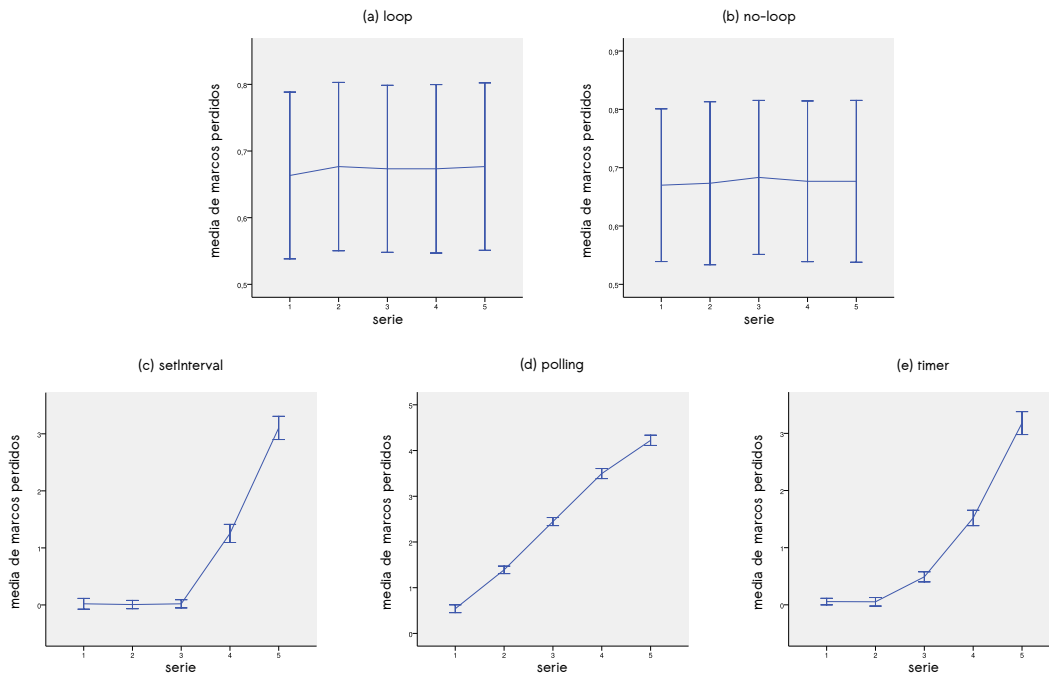 (a) loop
(b) no-loop
media de marcos perdidos
0,8
0,7
0,6
0,5
1 2 3 4 5
serie
media de marcos perdidos
0,9
0,8
0,7
0,6
0,5
1 2 3 4 5
serie
(c) setInterval
(d) polling
(e) timer
media de marcos perdidos
3
2
1
0
1 2 3 4 5
serie
media de marcos perdidos
5
4
3
2
1
0
1 2 3 4 5
serie
media de marcos perdidos
3
2
1
0
1 2 3 4 5
serie